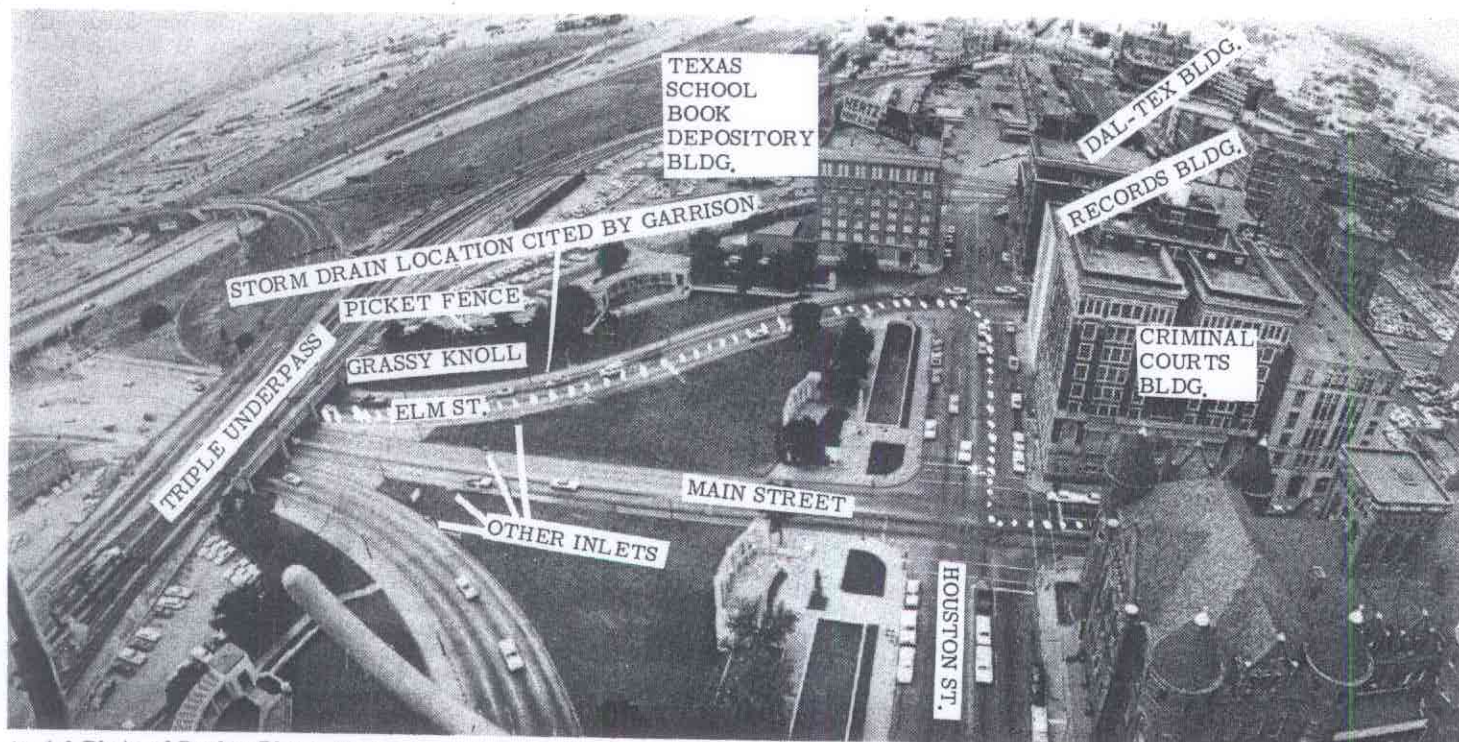 TEXAS
SCHOOL
BOOK
DEPOSITORY
BLDG.
HERTZ
DAL-TEX BLDG.
RECORDS BLDG.
STORM DRAIN LOCATION CITED BY GARRISON
PICKET FENCE
GRASSY KNOLL
ELM ST.
TRIPLE UNDERPASS
CRIMINAL
COURTS
BLDG.
MAIN STREET
OTHER INLETS
HOUSTON ST.